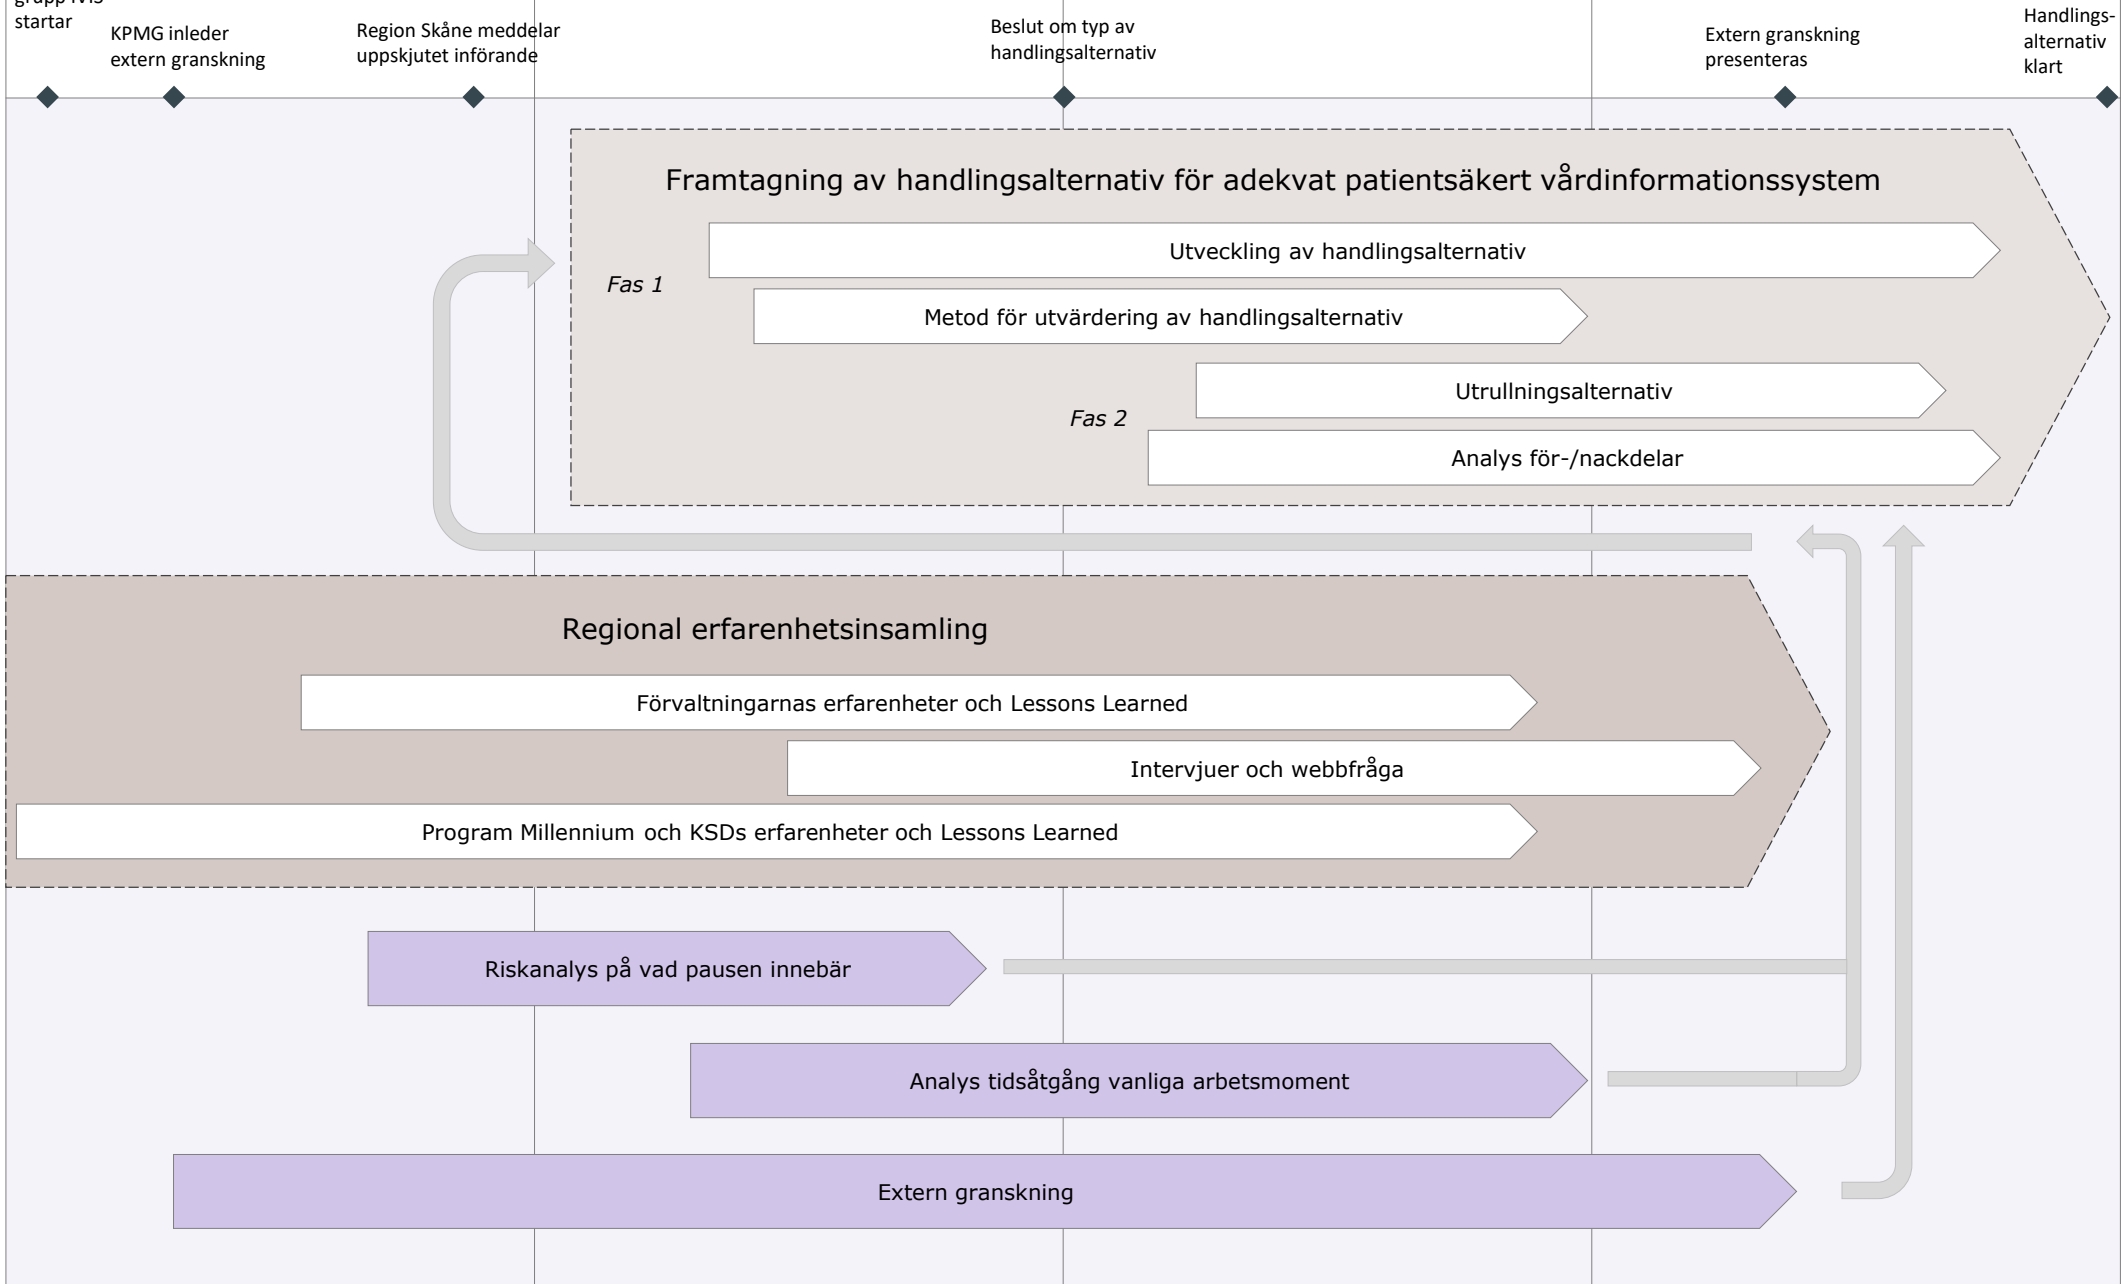 startar
KPMG inleder
extern granskning
Region Skåne meddelar
uppskjutet införande
Beslut om typ av
handlingsalternativ
Extern granskning
presenteras
Handlings-
alternativ
klart
Framtagning av handlingsalternativ för adekvat patientsäkert vårdinformationssystem
Utveckling av handlingsalternativ
Fas 1
Metod för utvärdering av handlingsalternativ
Utrullningsalternativ
Fas 2
Analys för-/nackdelar
Regional erfarenhetsinsamling
Förvaltningarnas erfarenheter och Lessons Learned
Intervjuer och webbfråga
Program Millennium och KSDs erfarenheter och Lessons Learned
Riskanalys på vad pausen innebär
Analys tidsåtgång vanliga arbetsmoment
Extern granskning